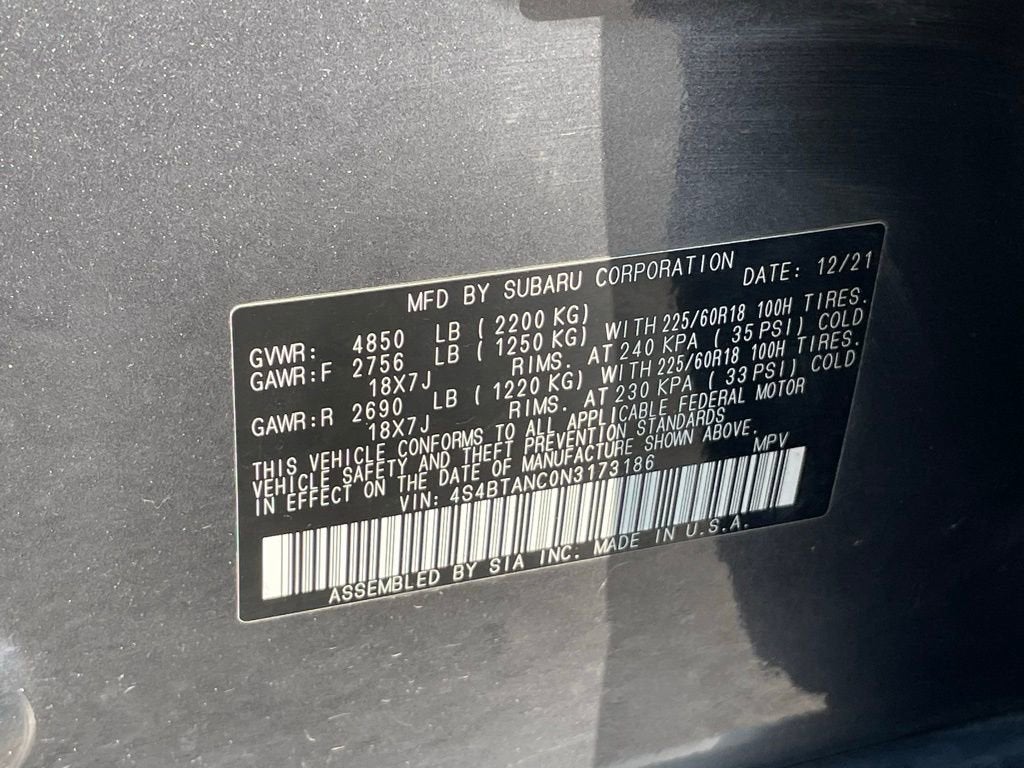 MFD BY SUBARU CORPORATION DATE: 12/21
GVWR: 4850 LB ( 2200 KG)
GAWR:F 2756 LB ( 1250 KG) WITH 225/60R18 100H TIRES.
18X7J RIMS. AT 240 KPA ( 35 PSI) COLD
GAWR:R 2690 LB ( 1220 KG) WITH 225/60R18 100H TIRES.
18X7J RIMS. AT 230 KPA ( 33 PSI) COLD
THIS VEHICLE CONFORMS TO ALL APPLICABLE FEDERAL MOTOR
VEHICLE SAFETY AND THEFT PREVENTION STANDARDS
IN EFFECT ON THE DATE OF MANUFACTURE SHOWN ABOVE.
VIN: 4S4BTANC0N3173186 MPV
ASSEMBLED BY SIA INC. MADE IN U.S.A.